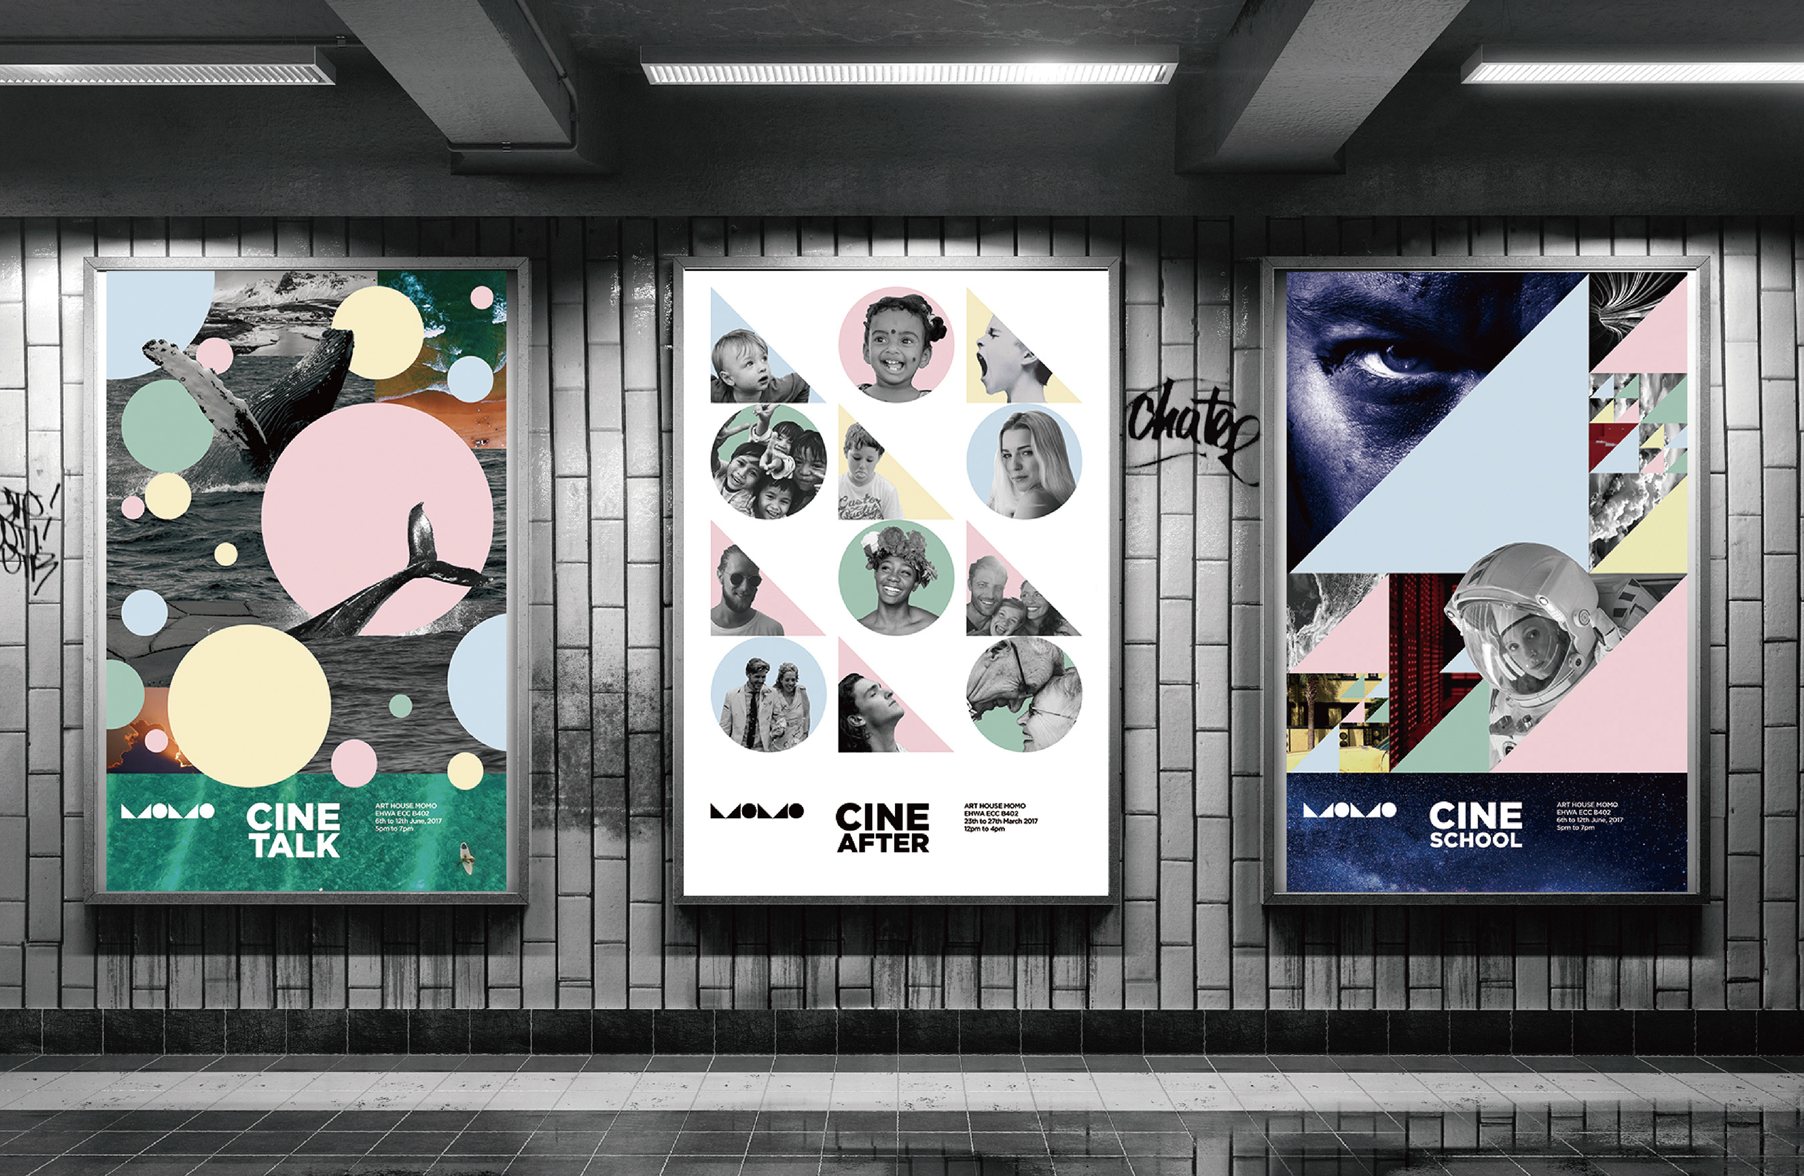 MOMO
CINE
TALK
ART HOUSE MOMO
EHWA ECC B402
6th to 12th June, 2017
5pm to 7pm
MOMO
CINE
AFTER
ART HOUSE MOMO
EHWA ECC B402
23th to 27th March 2017
12pm to 4pm
MOMO
CINE
SCHOOL
ART HOUSE MOMO
EHWA ECC B402
6th to 12th June, 2017
5pm to 7pm